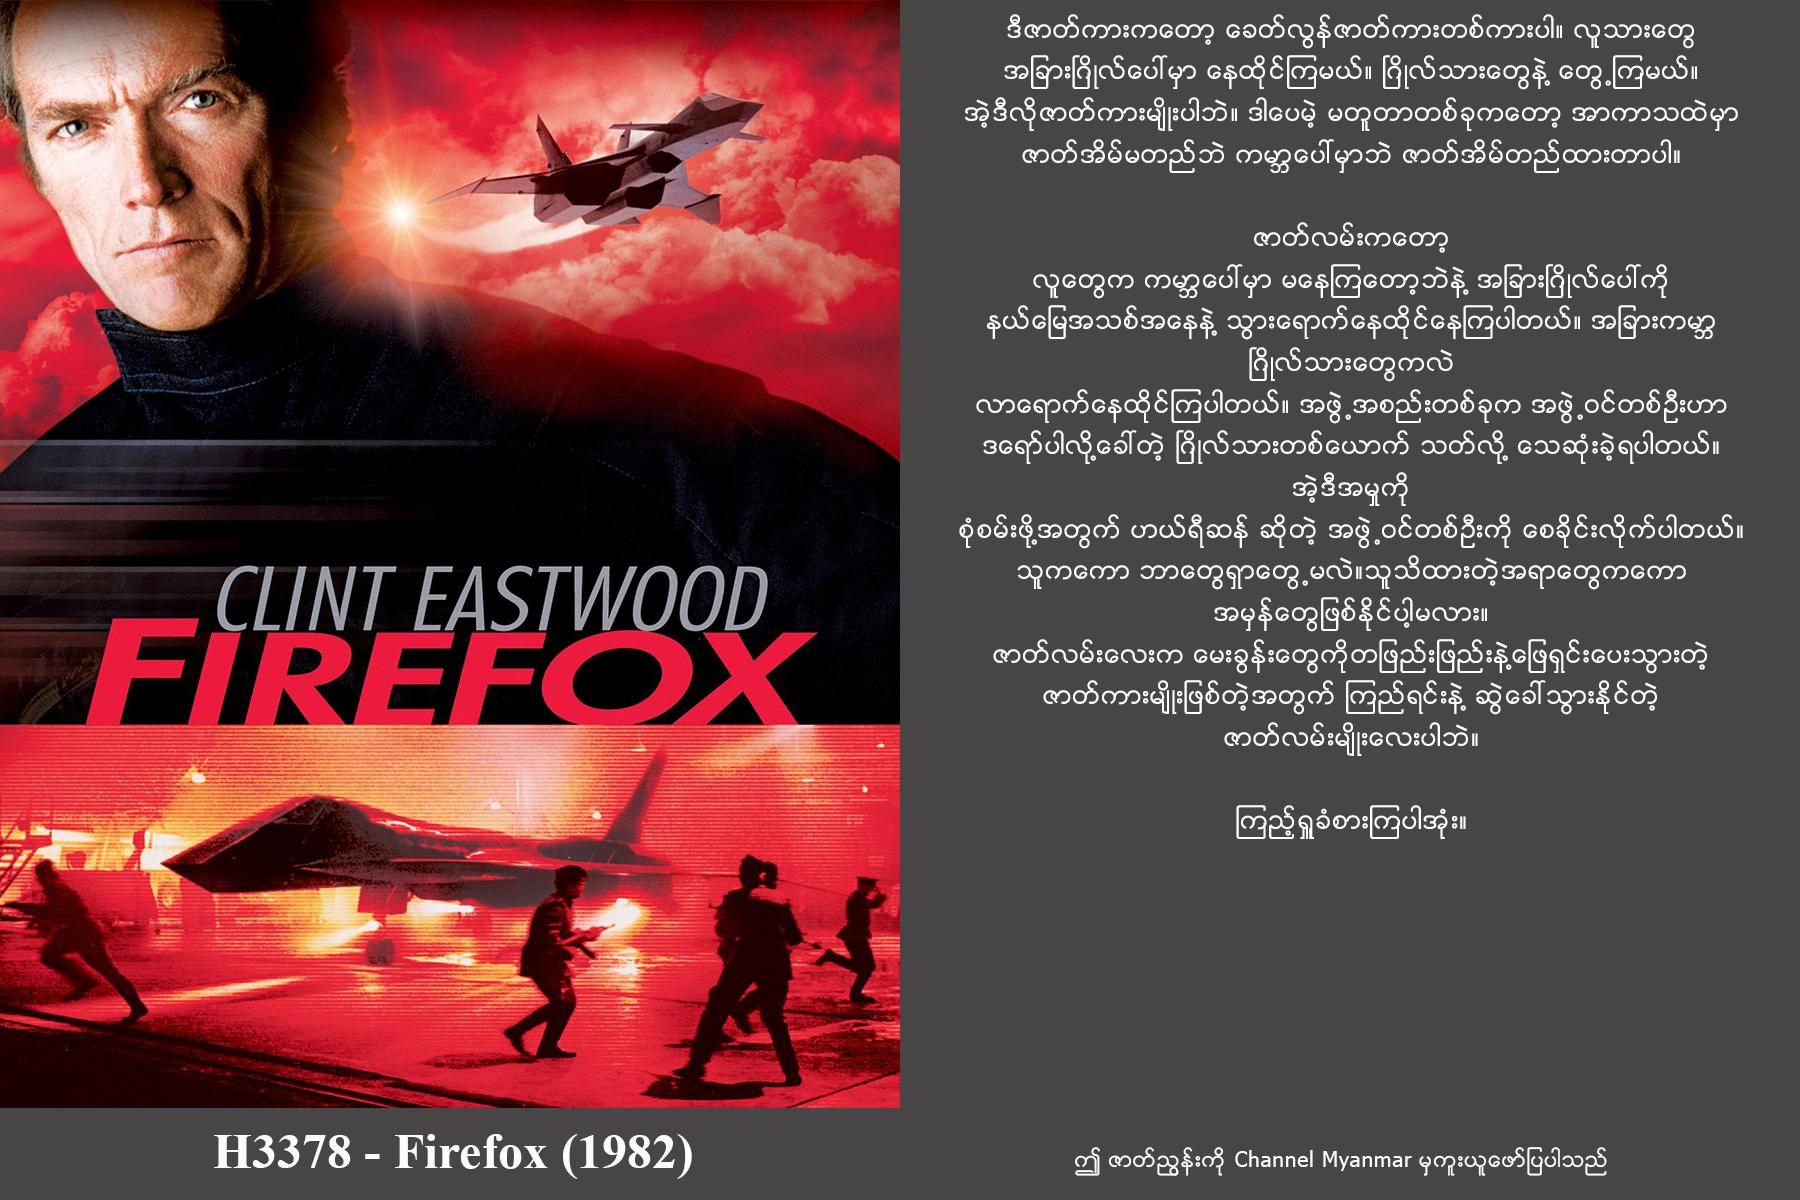 CLINT EASTWOOD
FIREFOX
H3378 - Firefox (1982)
ဒီဇာတ်ကားကတော့ ခေတ်လွန်ဇာတ်ကားတစ်ကားပါ။ လူသားတွေ
အခြားဂြိုလ်ပေါ်မှာ နေထိုင်ကြမယ်။ ဂြိုလ်သားတွေနဲ့ တွေ့ကြမယ်။
အဲ့ဒီလိုဇာတ်ကားမျိုးပါဘဲ။ ဒါပေမဲ့ မတူတာတစ်ခုကတော့ အာကာသထဲမှာ
ဇာတ်အိမ်မတည်ဘဲ ကမ္ဘာပေါ်မှာဘဲ ဇာတ်အိမ်တည်ထားတာပါ။
ဇာတ်လမ်းကတော့
လူတွေက ကမ္ဘာပေါ်မှာ မနေကြတော့ဘဲနဲ့ အခြားဂြိုလ်ပေါ်ကို
နယ်မြေအသစ်အနေနဲ့ သွားရောက်နေထိုင်နေကြပါတယ်။ အခြားကမ္ဘာ
ဂြိုလ်သားတွေကလဲ
လာရောက်နေထိုင်ကြပါတယ်။ အဖွဲ့အစည်းတစ်ခုက အဖွဲ့ဝင်တစ်ဦးဟာ
ဒရော်ပါလို့ခေါ်တဲ့ ဂြိုလ်သားတစ်ယောက် သတ်လို့ သေဆုံးခဲ့ရပါတယ်။
အဲ့ဒီအမှုကို
စုံစမ်းဖို့အတွက် ဟယ်ရီဆန် ဆိုတဲ့ အဖွဲ့ဝင်တစ်ဦးကို စေခိုင်းလိုက်ပါတယ်။
သူကကော ဘာတွေရှာတွေ့မလဲ။သူသိထားတဲ့အရာတွေကကော
အမှန်တွေဖြစ်နိုင်ပါ့မလား။
ဇာတ်လမ်းလေးက မေးခွန်းတွေကိုတဖြည်းဖြည်းနဲ့ဖြေရှင်းပေးသွားတဲ့
ဇာတ်ကားမျိုးဖြစ်တဲ့အတွက် ကြည်ရင်းနဲ့ ဆွဲခေါ်သွားနိုင်တဲ့
ဇာတ်လမ်းမျိုးလေးပါဘဲ။
ကြည့်ရှူခံစားကြပါအုံး။
ဤ ဇာတ်ညွန်းကို Channel Myanmar မှကူးယူဖော်ပြပါသည်